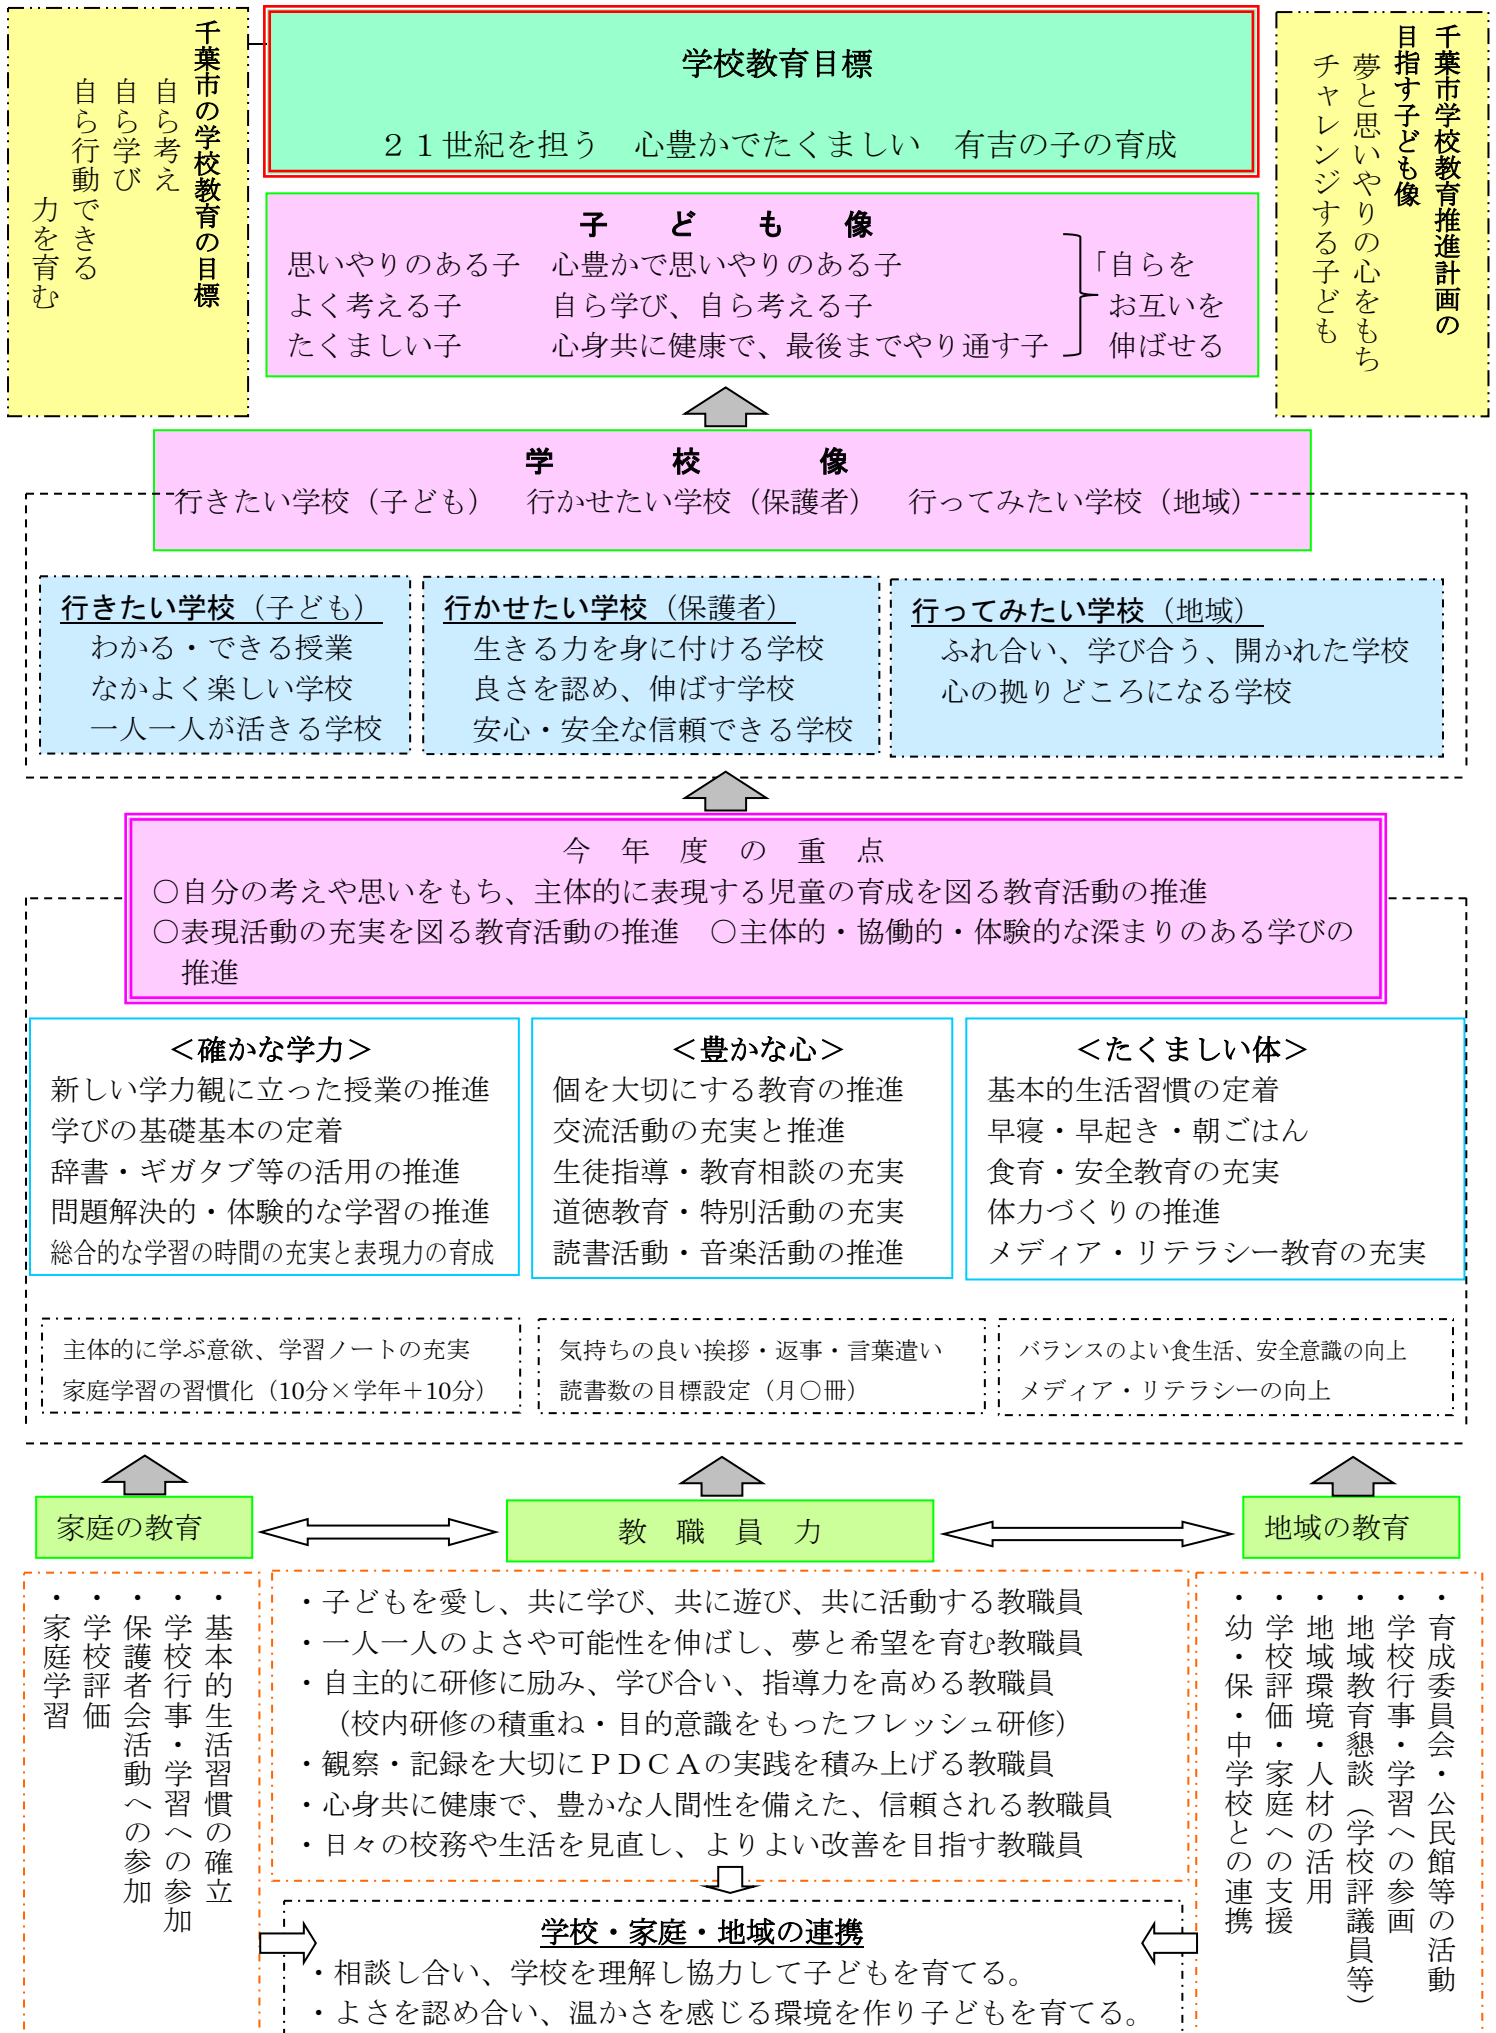 千葉市の学校教育の目標
自ら考え
自ら学び
自ら行動できる
力を育む
学校教育目標
２１世紀を担う　心豊かでたくましい　有吉の子の育成
千葉市学校教育推進計画の
目指す子ども像
夢と思いやりの心をもち
チャレンジする子ども
子　ど　も　像
思いやりのある子　心豊かで思いやりのある子
よく考える子　自ら学び、自ら考える子
たくましい子　心身共に健康で、最後までやり通す子
「自らを
お互いを
伸ばせる
学　校　像
行きたい学校（子ども）　行かせたい学校（保護者）　行ってみたい学校（地域）
行きたい学校（子ども）
わかる・できる授業
なかよく楽しい学校
一人一人が活きる学校
行かせたい学校（保護者）
生きる力を身に付ける学校
良さを認め、伸ばす学校
安心・安全な信頼できる学校
行ってみたい学校（地域）
ふれ合い、学び合う、開かれた学校
心の拠りどころになる学校
今　年　度　の　重　点
○自分の考えや思いをもち、主体的に表現する児童の育成を図る教育活動の推進
○表現活動の充実を図る教育活動の推進　○主体的・協働的・体験的な深まりのある学びの
推進
＜確かな学力＞
新しい学力観に立った授業の推進
学びの基礎基本の定着
辞書・ギガタブ等の活用の推進
問題解決的・体験的な学習の推進
総合的な学習の時間の充実と表現力の育成
＜豊かな心＞
個を大切にする教育の推進
交流活動の充実と推進
生徒指導・教育相談の充実
道徳教育・特別活動の充実
読書活動・音楽活動の推進
＜たくましい体＞
基本的生活習慣の定着
早寝・早起き・朝ごはん
食育・安全教育の充実
体力づくりの推進
メディア・リテラシー教育の充実
主体的に学ぶ意欲、学習ノートの充実
家庭学習の習慣化（10分×学年＋10分）
気持ちの良い挨拶・返事・言葉遣い
読書数の目標設定（月○冊）
バランスのよい食生活、安全意識の向上
メディア・リテラシーの向上
家庭の教育
教　職　員　力
地域の教育
・基本的生活習慣の確立
・学校行事・学習への参加
・保護者会活動への参加
・学校評価
・家庭学習
・子どもを愛し、共に学び、共に遊び、共に活動する教職員
・一人一人のよさや可能性を伸ばし、夢と希望を育む教職員
・自主的に研修に励み、学び合い、指導力を高める教職員
（校内研修の積重ね・目的意識をもったフレッシュ研修）
・観察・記録を大切にＰＤＣＡの実践を積み上げる教職員
・心身共に健康で、豊かな人間性を備えた、信頼される教職員
・日々の校務や生活を見直し、よりよい改善を目指す教職員
・育成委員会・公民館等の活動
・学校行事・学習への参画
・地域教育懇談（学校評議員等）
・地域環境・人材の活用
・学校評価・家庭への支援
・幼・保・中学校との連携
学校・家庭・地域の連携
・相談し合い、学校を理解し協力して子どもを育てる。
・よさを認め合い、温かさを感じる環境を作り子どもを育てる。